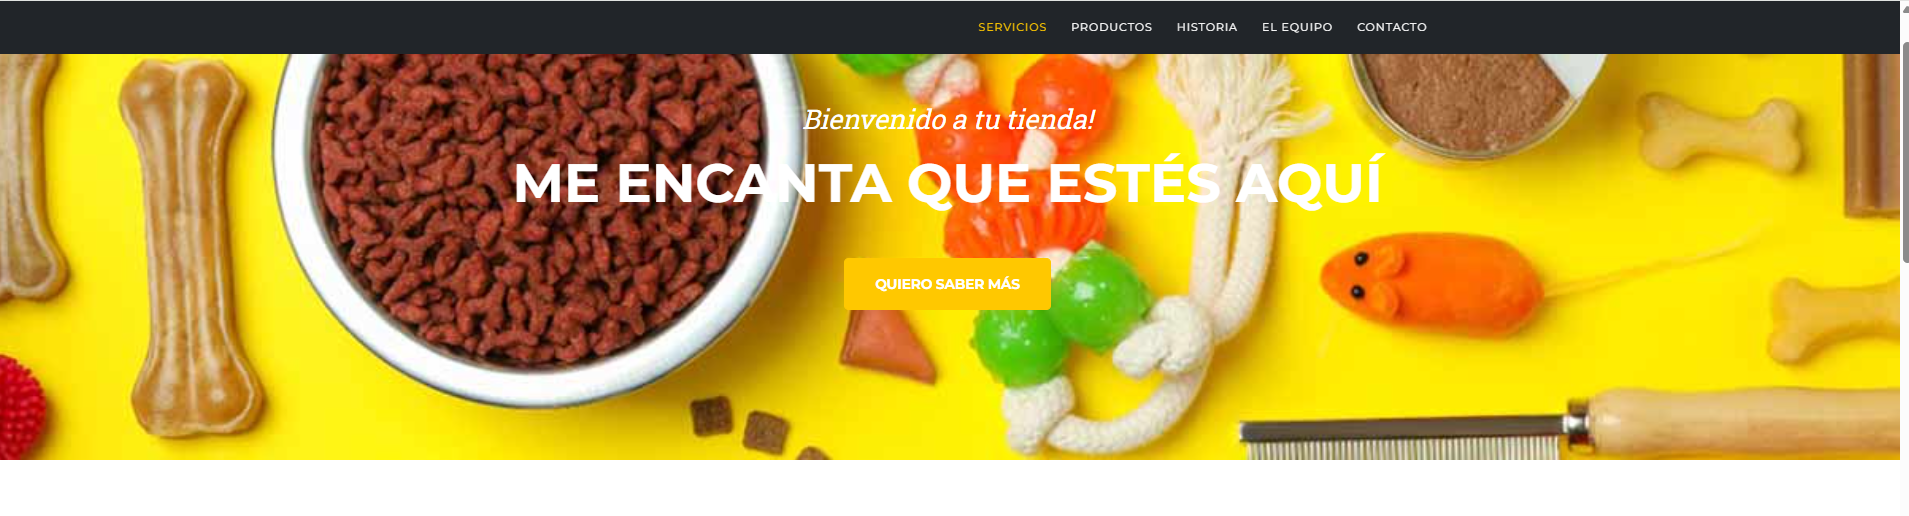 SERVICIOS PRODUCTOS HISTORIA EL EQUIPO CONTACTO
Bienvenido a tu tienda!
ME ENCANTA QUE ESTÉS AQUÍ
QUIERO SABER MÁS